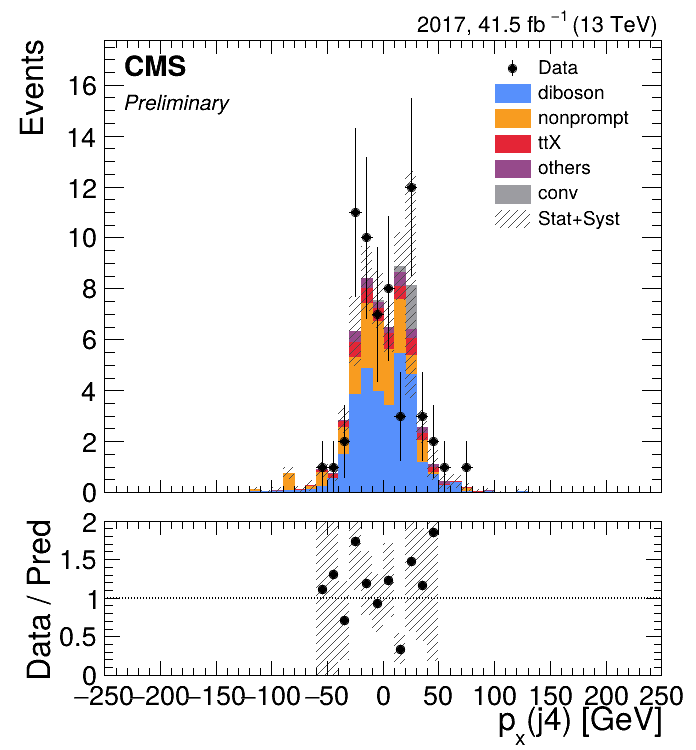 2017, 41.5 fb⁻¹ (13 TeV)
Events
CMS
Preliminary
Data
diboson
nonprompt
ttX
others
conv
Stat+Syst
16
14
12
10
8
6
4
2
0
Data / Pred
2
1.5
1
0.5
0
−250 −200 −150 −100 −50 0 50 100 150 200 250
pₓ(j4) [GeV]